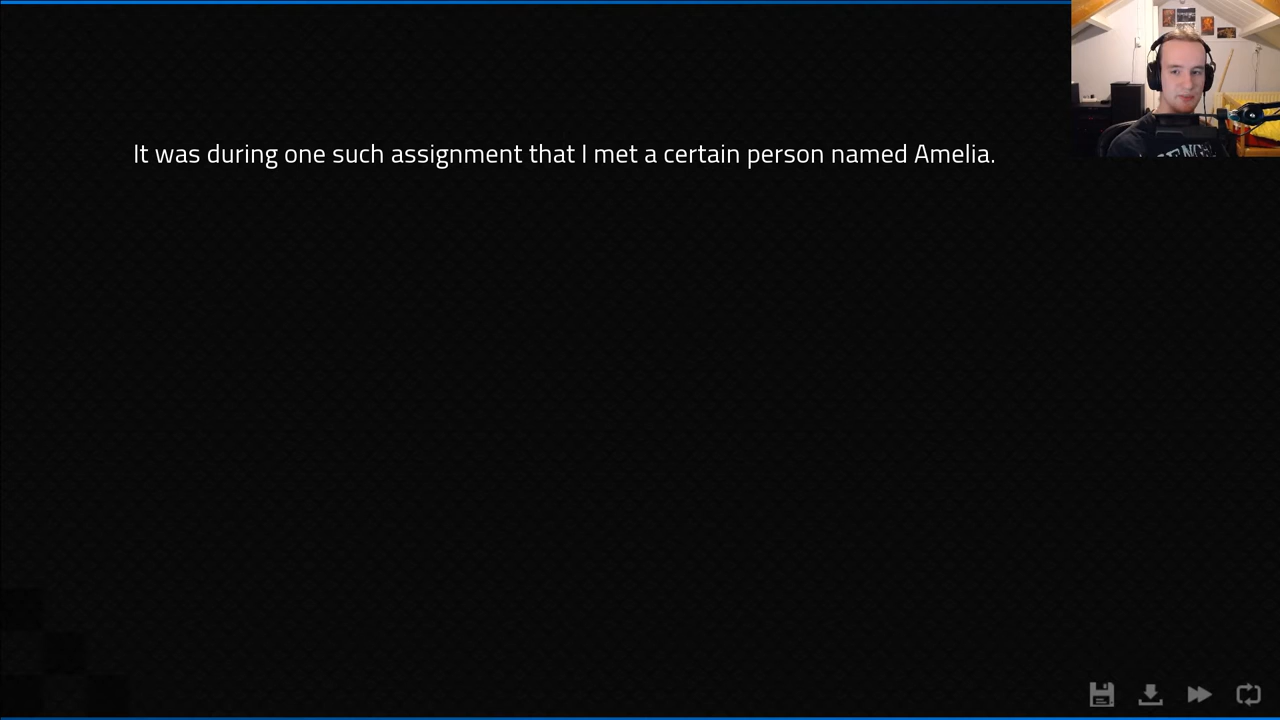 It was during one such assignment that I met a certain person named Amelia.